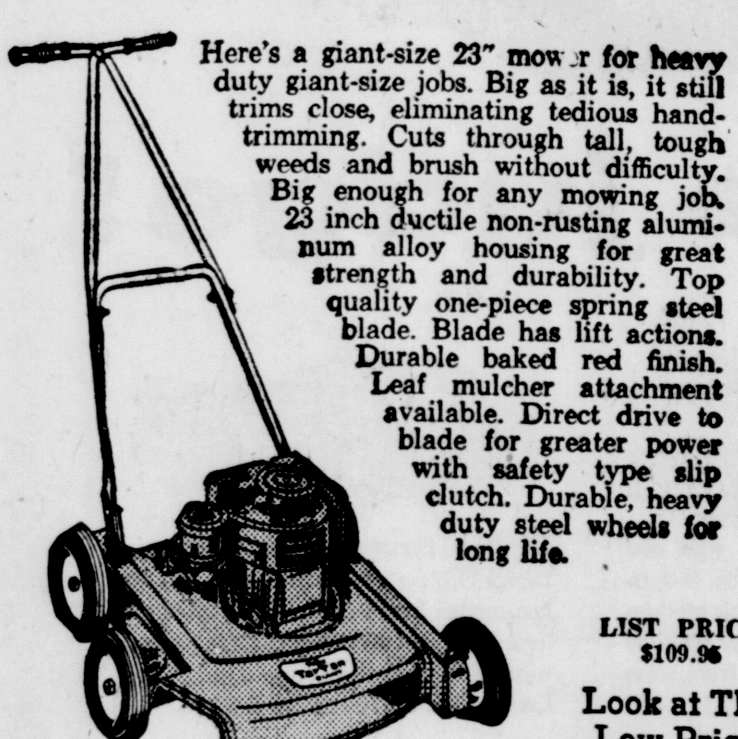 Here's a giant-size 23" mower for heavy
duty giant-size jobs. Big as it is, it still
trims close, eliminating tedious hand-
trimming. Cuts through tall, tough
weeds and brush without difficulty.
Big enough for any mowing job.
23 inch ductile non-rusting alumi-
num alloy housing for great
strength and durability. Top
quality one-piece spring steel
blade. Blade has lift actions.
Durable baked red finish.
Leaf mulcher attachment
available. Direct drive to
blade for greater power
with safety type slip
clutch. Durable, heavy
duty steel wheels for
long life.
LIST PRIC
$109.95
Look at Th
Low Pric